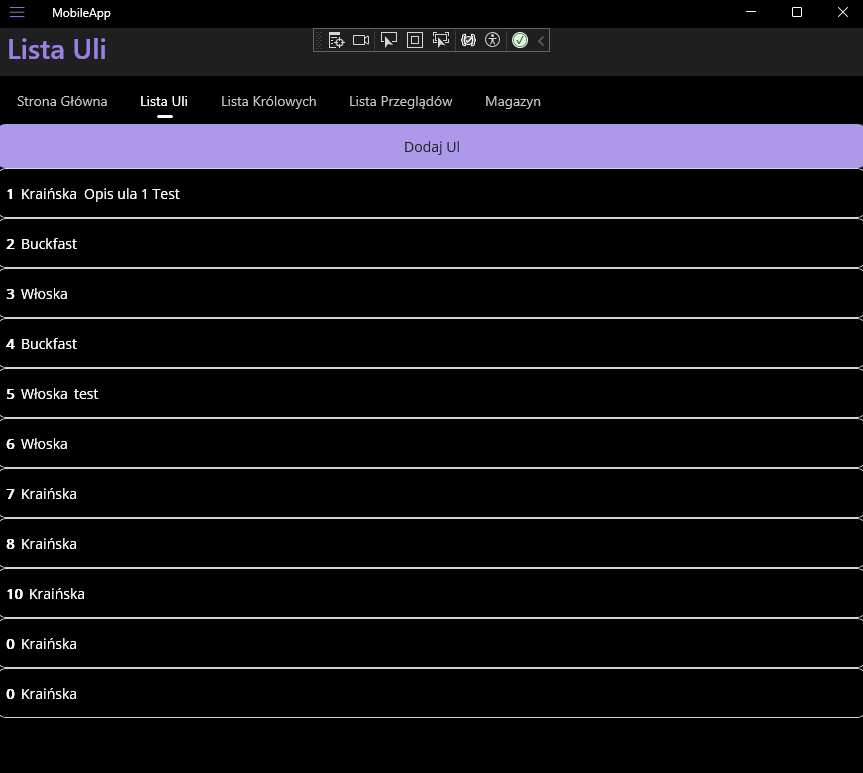 MobileApp
Lista Uli
Strona Główna Lista Uli Lista Królowych Lista Przeglądów Magazyn
Dodaj Ul
1 Kraińska Opis ula 1 Test
2 Buckfast
3 Włoska
4 Buckfast
5 Włoska test
6 Włoska
7 Kraińska
8 Kraińska
10 Kraińska
0 Kraińska
0 Kraińska